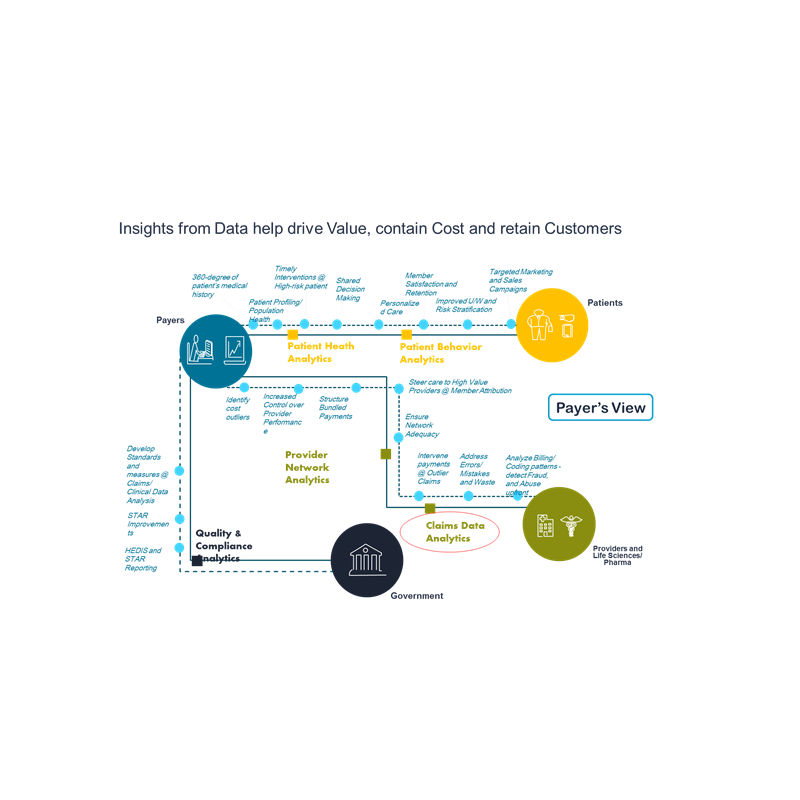 Insights from Data help drive Value, contain Cost and retain Customers
360-degree of
patient's medical
history
Timely
Interventions @
High-risk patient
Shared
Decision
Making
Member
Satisfaction and
Retention
Targeted Marketing
and Sales
Campaigns
Patient Profiling/
Population
Health
Personalize
d Care
Improved U/W and
Risk Stratification
Payers
Patients
Patient Heath
Analytics
Patient Behavior
Analytics
Identify
cost
outliers
Increased
Control over
Provider
Performanc
e
Structure
Bundled
Payments
Steer care to High Value
Providers @ Member Attribution
Payer's View
Ensure
Network
Adequacy
Provider
Network
Analytics
Develop
Standards
and
measures @
Claims/
Clinical Data
Analysis
Intervene
payments
@ Outlier
Claims
Address
Errors/
Mistakes
and Waste
Analyze Billing/
Coding patterns -
detect Fraud,
and Abuse
upfront
STAR
Improvemen
ts
HEDIS and
STAR
Reporting
Quality &
Compliance
Analytics
Claims Data
Analytics
Government
Providers and
Life Sciences/
Pharma